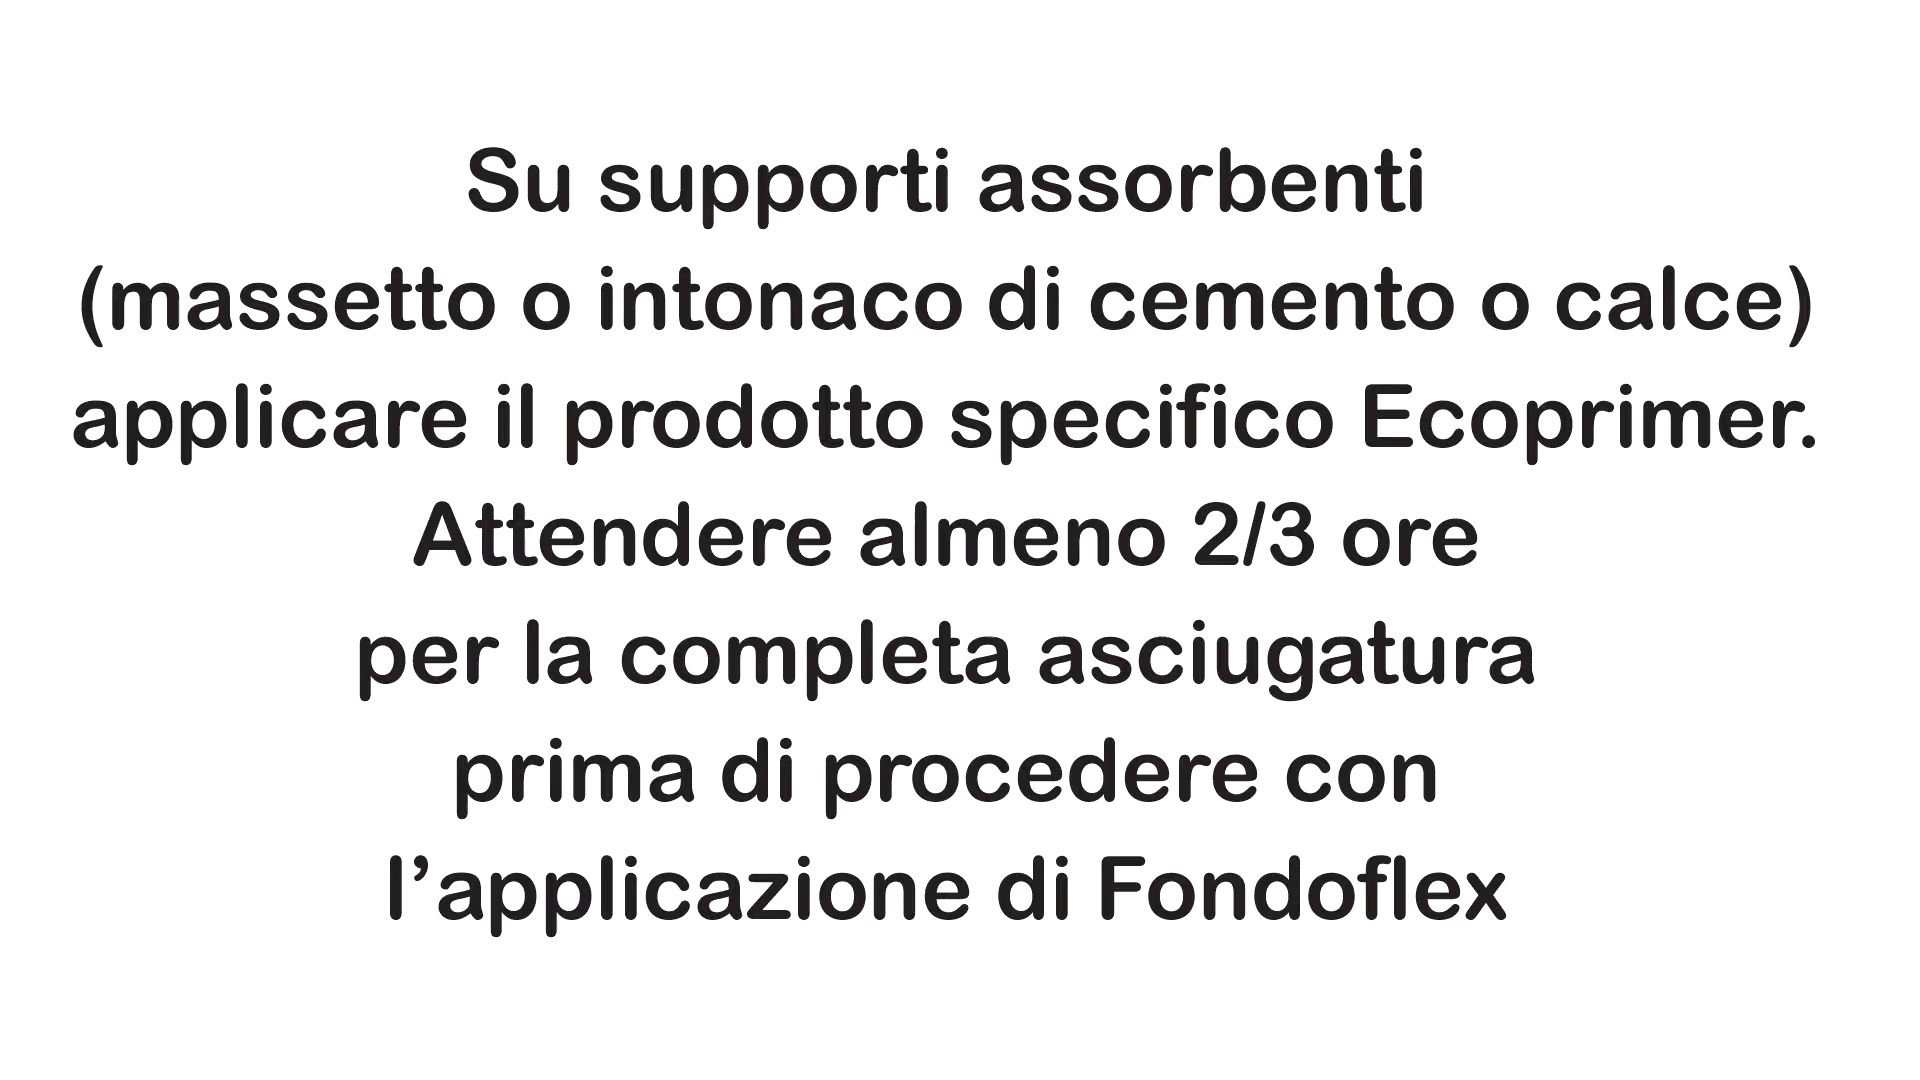 Su supporti assorbenti
(massetto o intonaco di cemento o calce)
applicare il prodotto specifico Ecoprimer.
Attendere almeno 2/3 ore
per la completa asciugatura
prima di procedere con
l’applicazione di Fondoflex